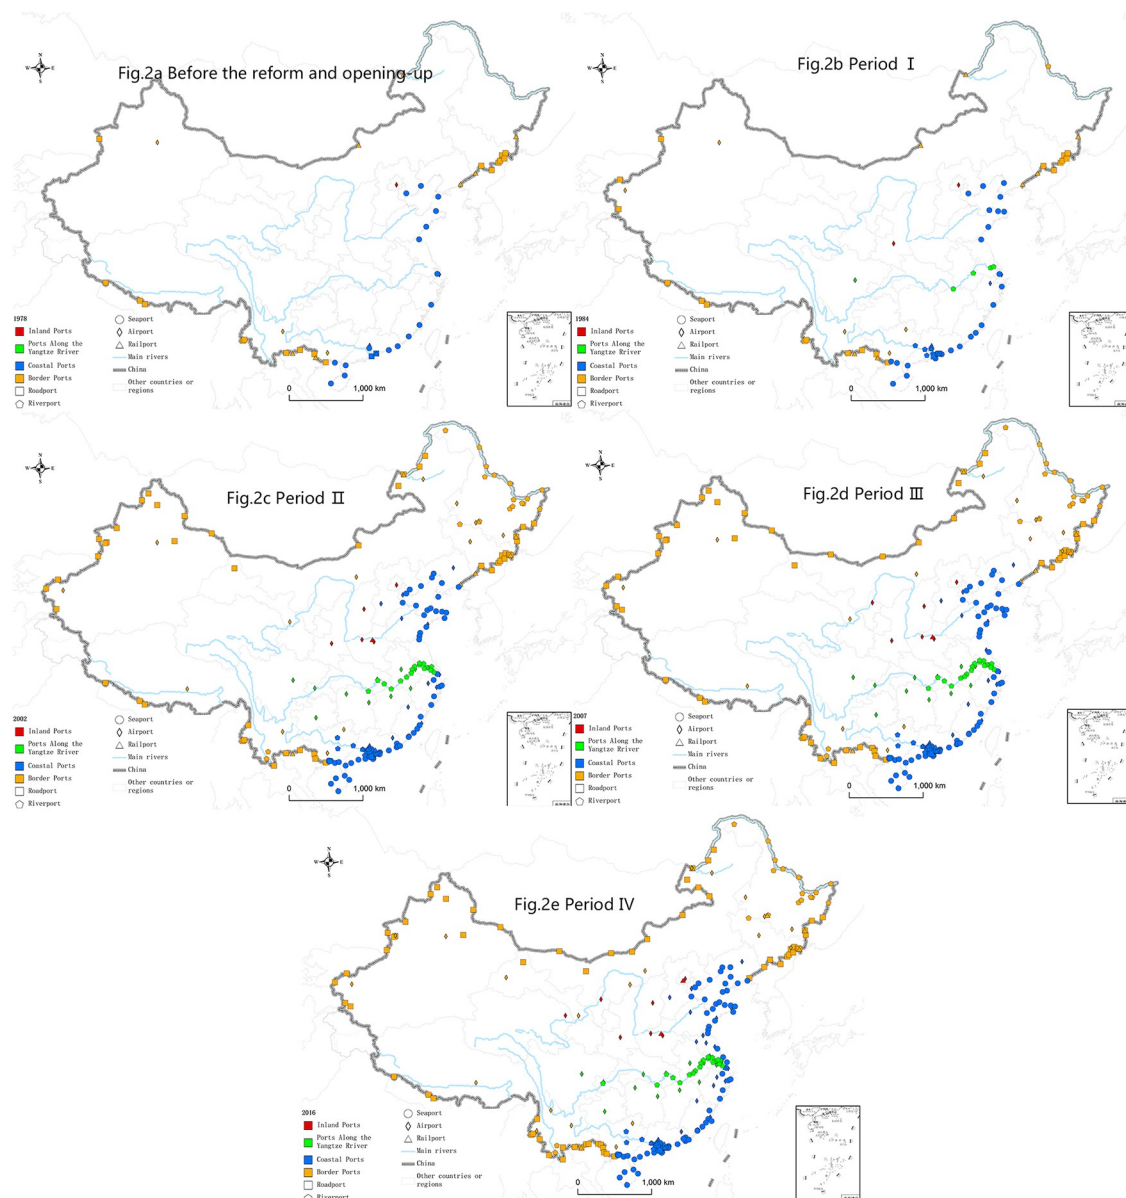 Fig.2a Before the reform and opening-up
N
W E
S
1978
Inland Ports
Ports Along the
Yangtze River
Coastal Ports
Border Ports
Roadport
Riverport
Seaport
Airport
Railport
Main rivers
China
Other countries or
regions
0 1,000 km
Fig.2b Period Ⅰ
N
W E
S
1984
Inland Ports
Ports Along the
Yangtze River
Coastal Ports
Border Ports
Roadport
Riverport
Seaport
Airport
Railport
Main rivers
China
Other countries or
regions
0 1,000 km
Fig.2c Period Ⅱ
N
W E
S
2002
Inland Ports
Ports Along the
Yangtze River
Coastal Ports
Border Ports
Roadport
Riverport
Seaport
Airport
Railport
Main rivers
China
Other countries or
regions
0 1,000 km
Fig.2d Period Ⅲ
N
W E
S
2007
Inland Ports
Ports Along the
Yangtze River
Coastal Ports
Border Ports
Roadport
Riverport
Seaport
Airport
Railport
Main rivers
China
Other countries or
regions
0 1,000 km
Fig.2e Period Ⅳ
N
W E
S
2016
Inland Ports
Ports Along the
Yangtze River
Coastal Ports
Border Ports
Roadport
Riverport
Seaport
Airport
Railport
Main rivers
China
Other countries or
regions
0 1,000 km